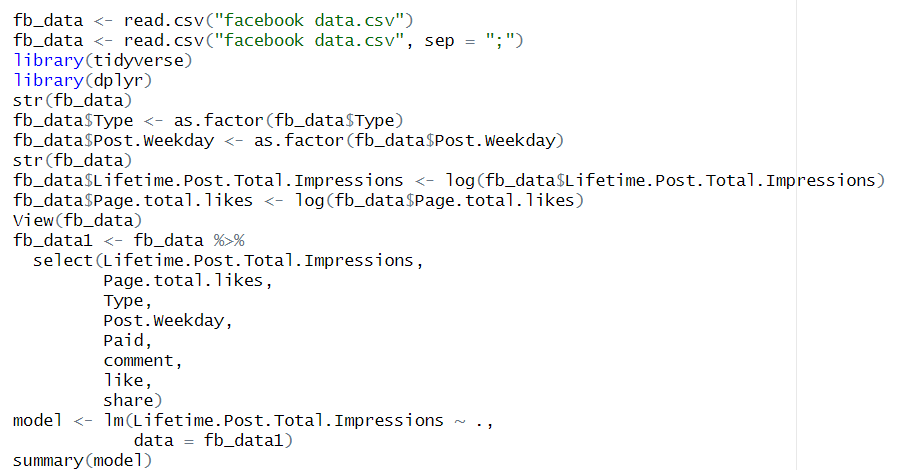 fb_data <- read.csv("facebook data.csv")
fb_data <- read.csv("facebook data.csv", sep = ";")
library(tidyverse)
library(dplyr)
str(fb_data)
fb_data$Type <- as.factor(fb_data$Type)
fb_data$Post.Weekday <- as.factor(fb_data$Post.Weekday)
str(fb_data)
fb_data$Lifetime.Post.Total.Impressions <- log(fb_data$Lifetime.Post.Total.Impressions)
fb_data$Page.total.likes <- log(fb_data$Page.total.likes)
View(fb_data)
fb_data1 <- fb_data %>%
  select(Lifetime.Post.Total.Impressions,
         Page.total.likes,
         Type,
         Post.Weekday,
         Paid,
         comment,
         like,
         share)
model <- lm(Lifetime.Post.Total.Impressions ~ .,
            data = fb_data1)
summary(model)